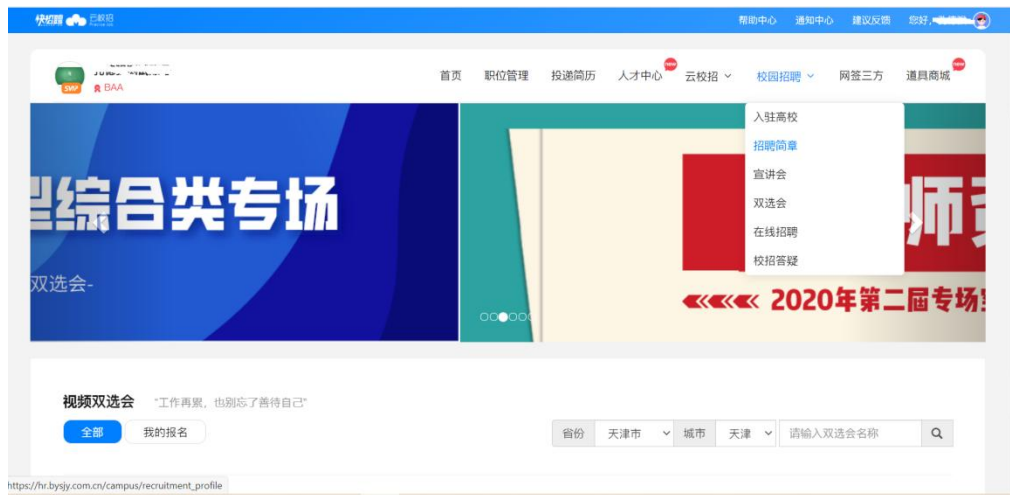 快招聘 云校招 帮助中心 通知中心 建议反馈 您好,
BAA
SVIP
首页 职位管理 投递简历 人才中心 NEW 云校招 校园招聘 网签三方 道具商城 NEW
入驻高校
招聘简章
宣讲会
双选会
在线招聘
校招答疑
型综合类专场
双选会-
师资
2020年第二届专场
视频双选会 "工作再累，也别忘了善待自己"
全部 我的报名 省份 天津市 城市 天津 请输入双选会名称
https://hr.bysjy.com.cn/campus/recruitment_profile